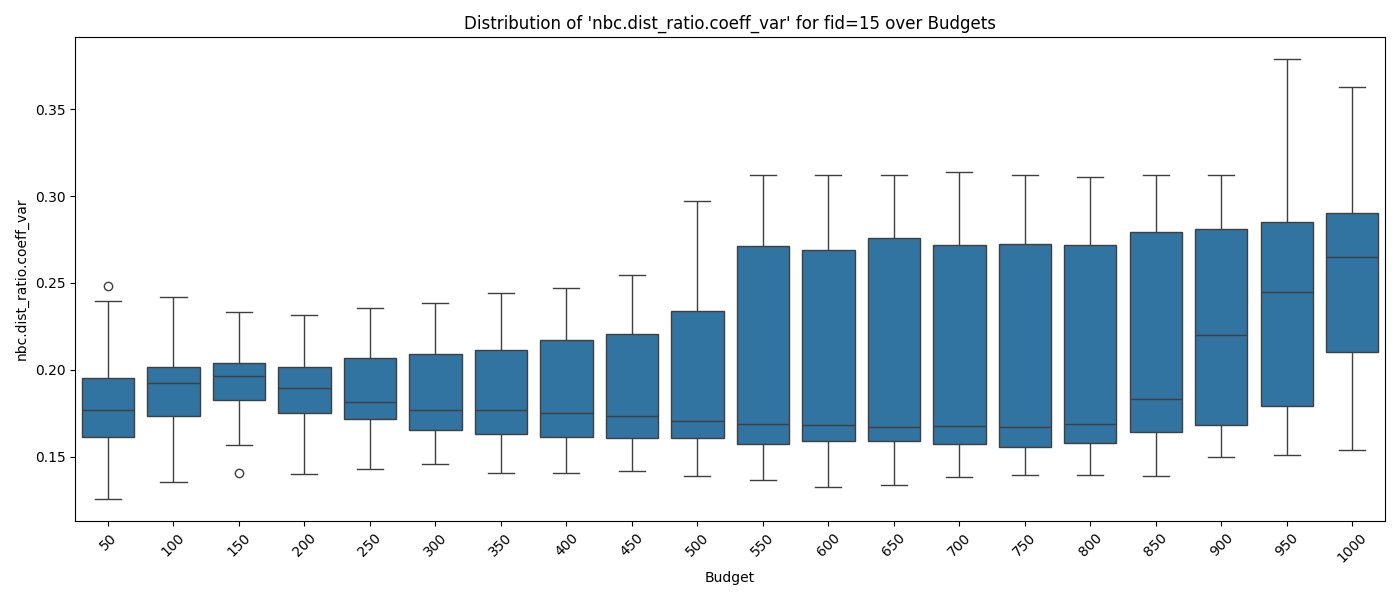 Distribution of 'nbc.dist_ratio.coeff_var' for fid=15 over Budgets
nbc.dist_ratio.coeff_var
0.35
0.30
0.25
0.20
0.15
50 100 150 200 250 300 350 400 450 500 550 600 650 700 750 800 850 900 950 1000
Budget